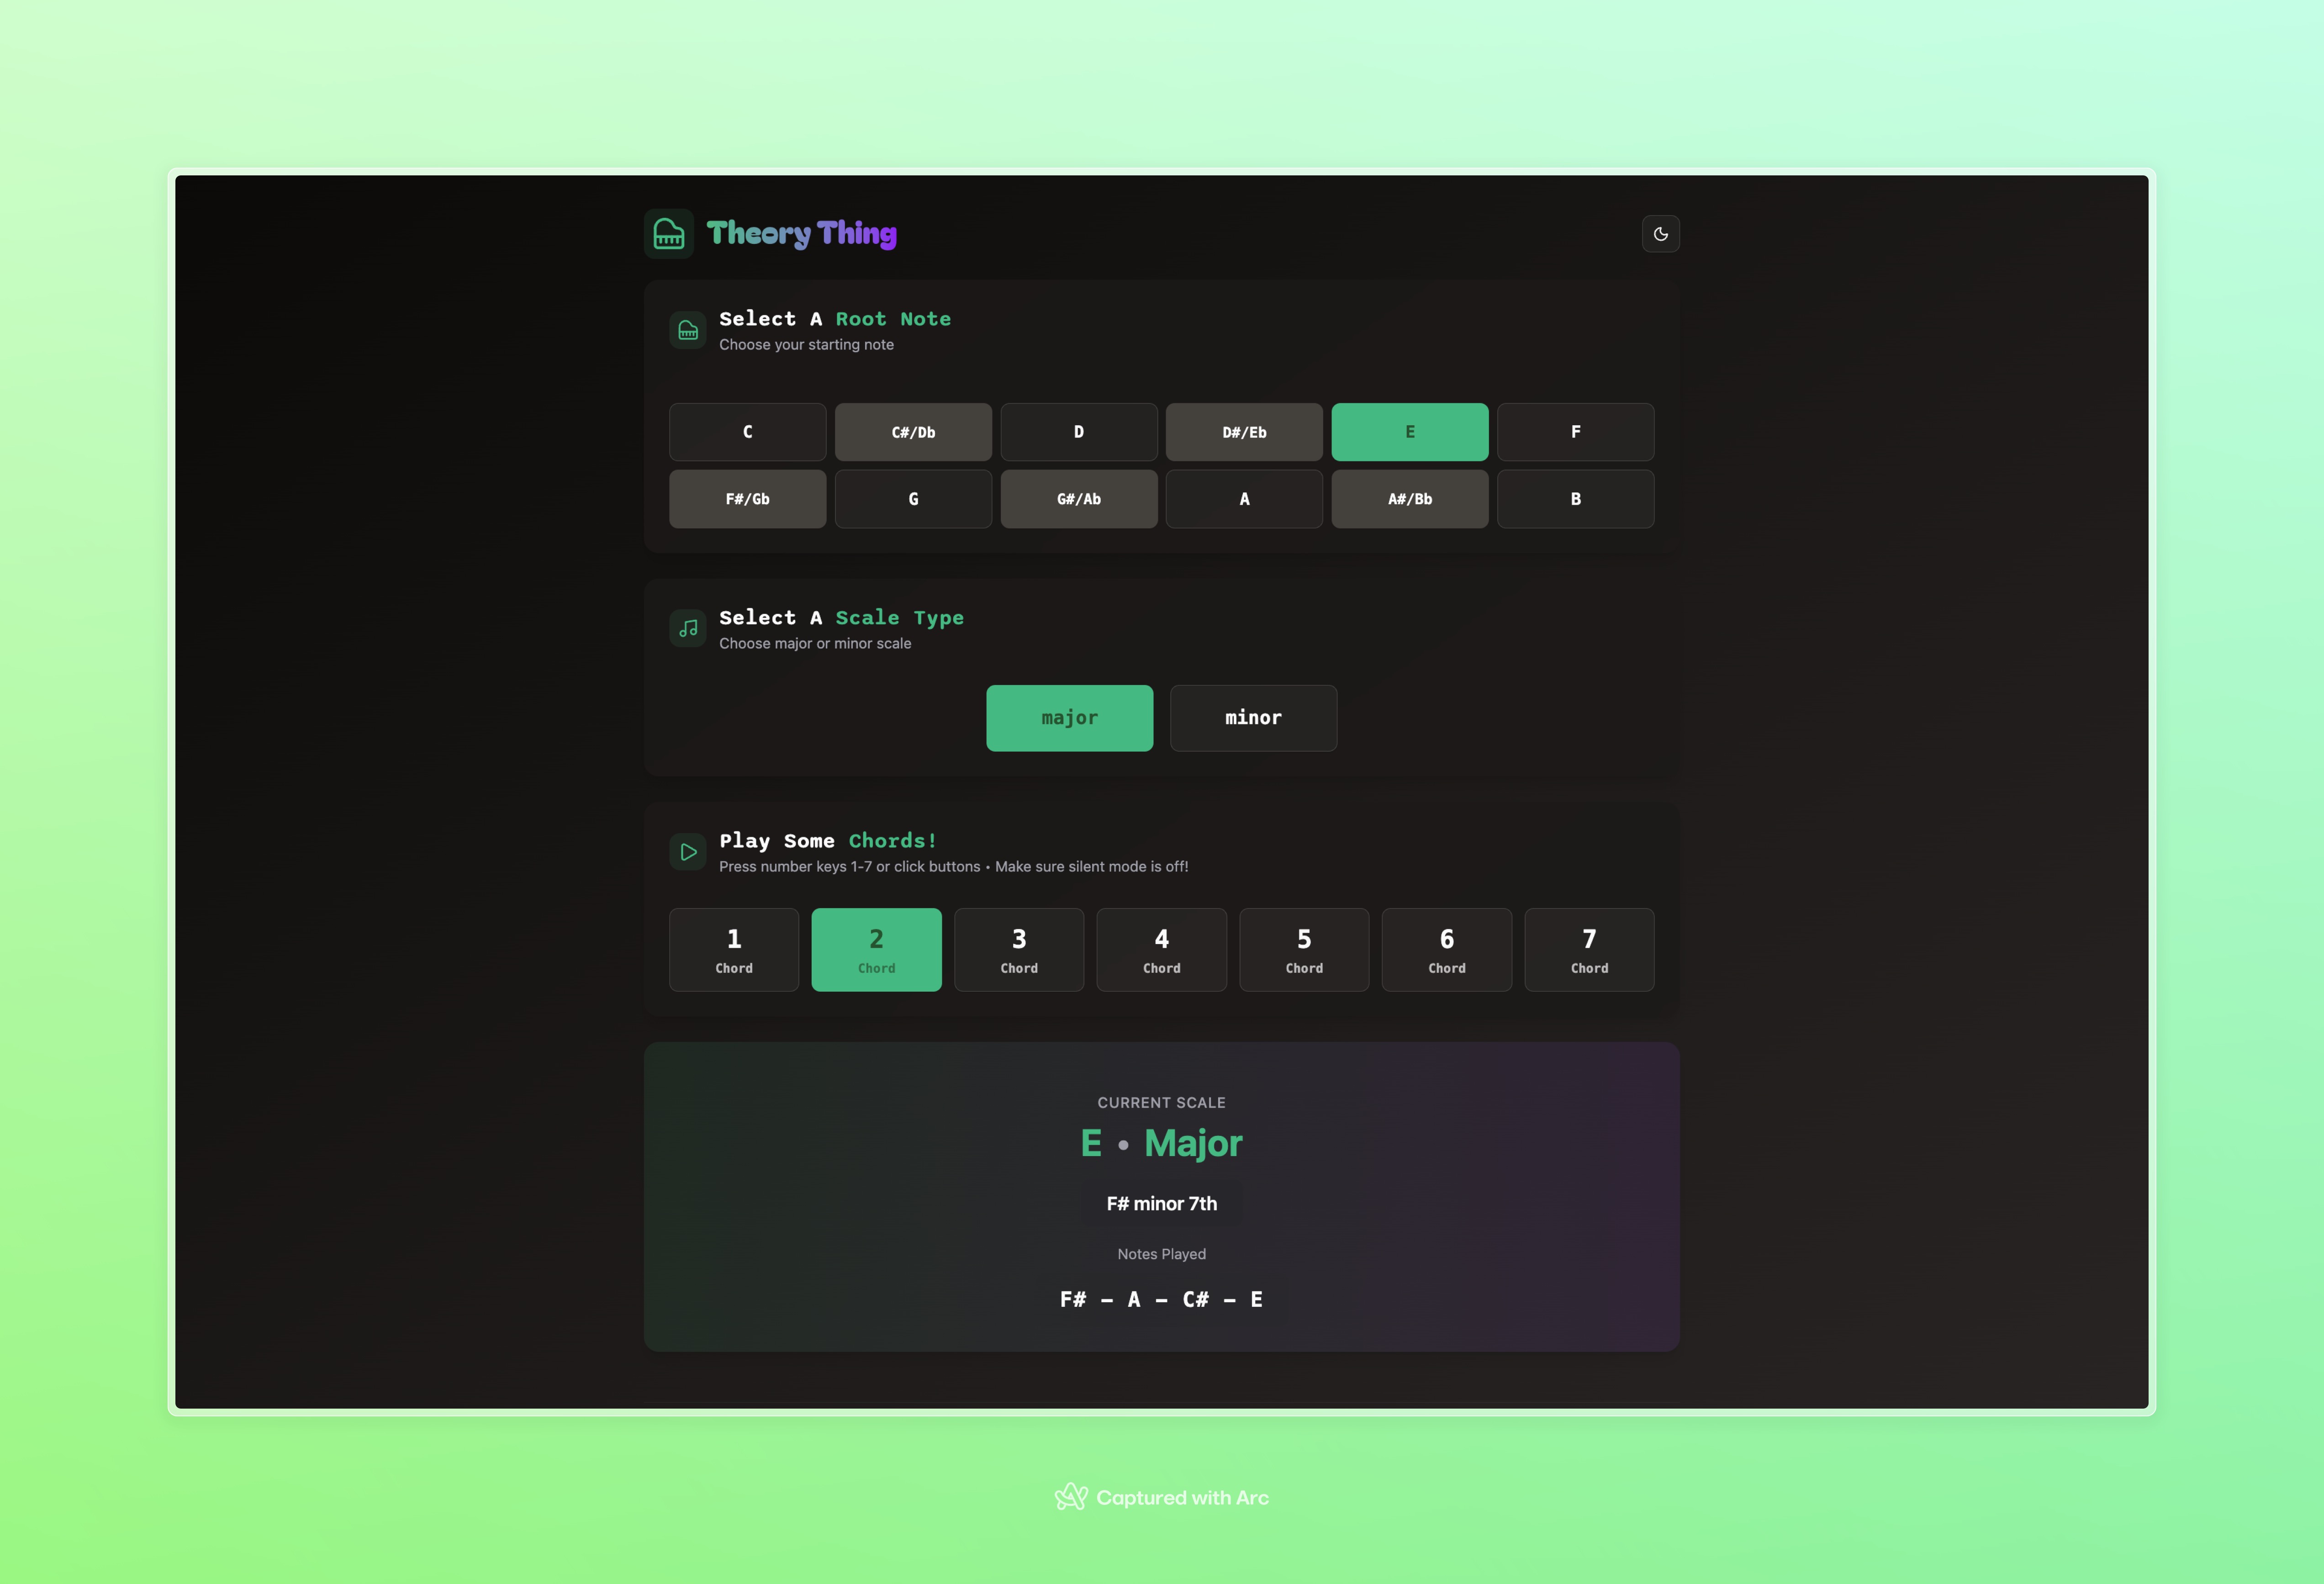 Theory Thing
Select A Root Note
Choose your starting note
C
C#/Db
D
D#/Eb
E
F
F#/Gb
G
G#/Ab
A
A#/Bb
B
Select A Scale Type
Choose major or minor scale
major
minor
Play Some Chords!
Press number keys 1-7 or click buttons • Make sure silent mode is off!
1
Chord
2
Chord
3
Chord
4
Chord
5
Chord
6
Chord
7
Chord
CURRENT SCALE
E • Major
F# minor 7th
Notes Played
F# – A – C# – E
Captured with Arc